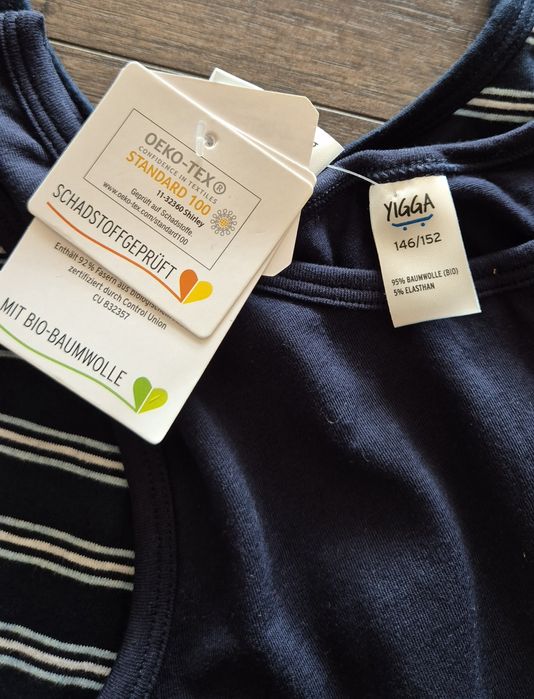 OEKO-TEX®
CONFIDENCE IN TEXTILES
STANDARD 100
11-32360 Shirley
Geprüft auf Schadstoffe.
www.oeko-tex.com/standard100
SCHADSTOFFGEPRÜFT
Enthält 92% Fasern aus
zertifiziert durch Control Union
CU 832357
MIT BIO-BAUMWOLLE
YIGGA
146/152
95% BAUMWOLLE (BIO)
5% ELASTHAN